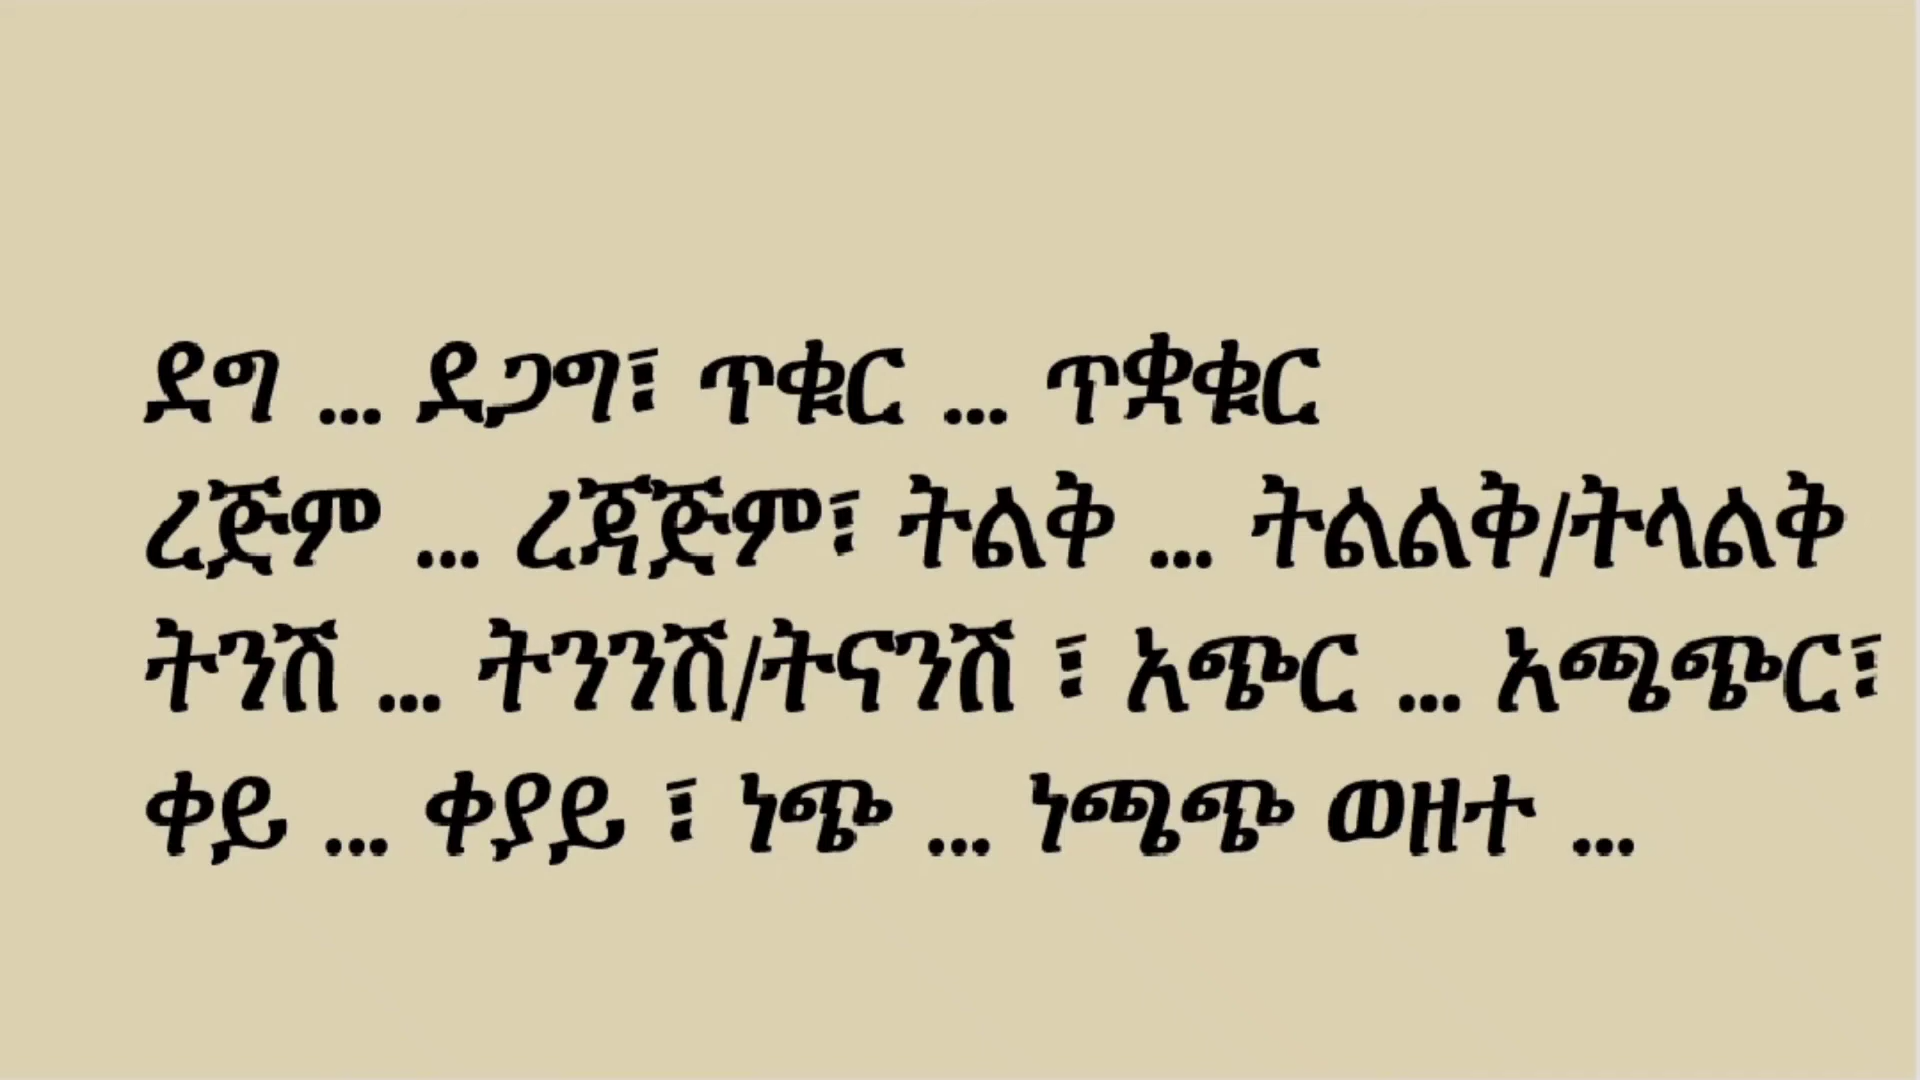 ደግ ... ደጋግ፤ ጥቁር ... ጥቋቁር
ረጅም ... ረጃጅም፤ ትልቅ ... ትልልቅ/ትላልቅ
ትንሽ ... ትንንሽ/ትናንሽ ፤ አጭር ... አጫጭር፤
ቀይ ... ቀያይ ፤ ነጭ ... ነጫጭ ወዘተ ...